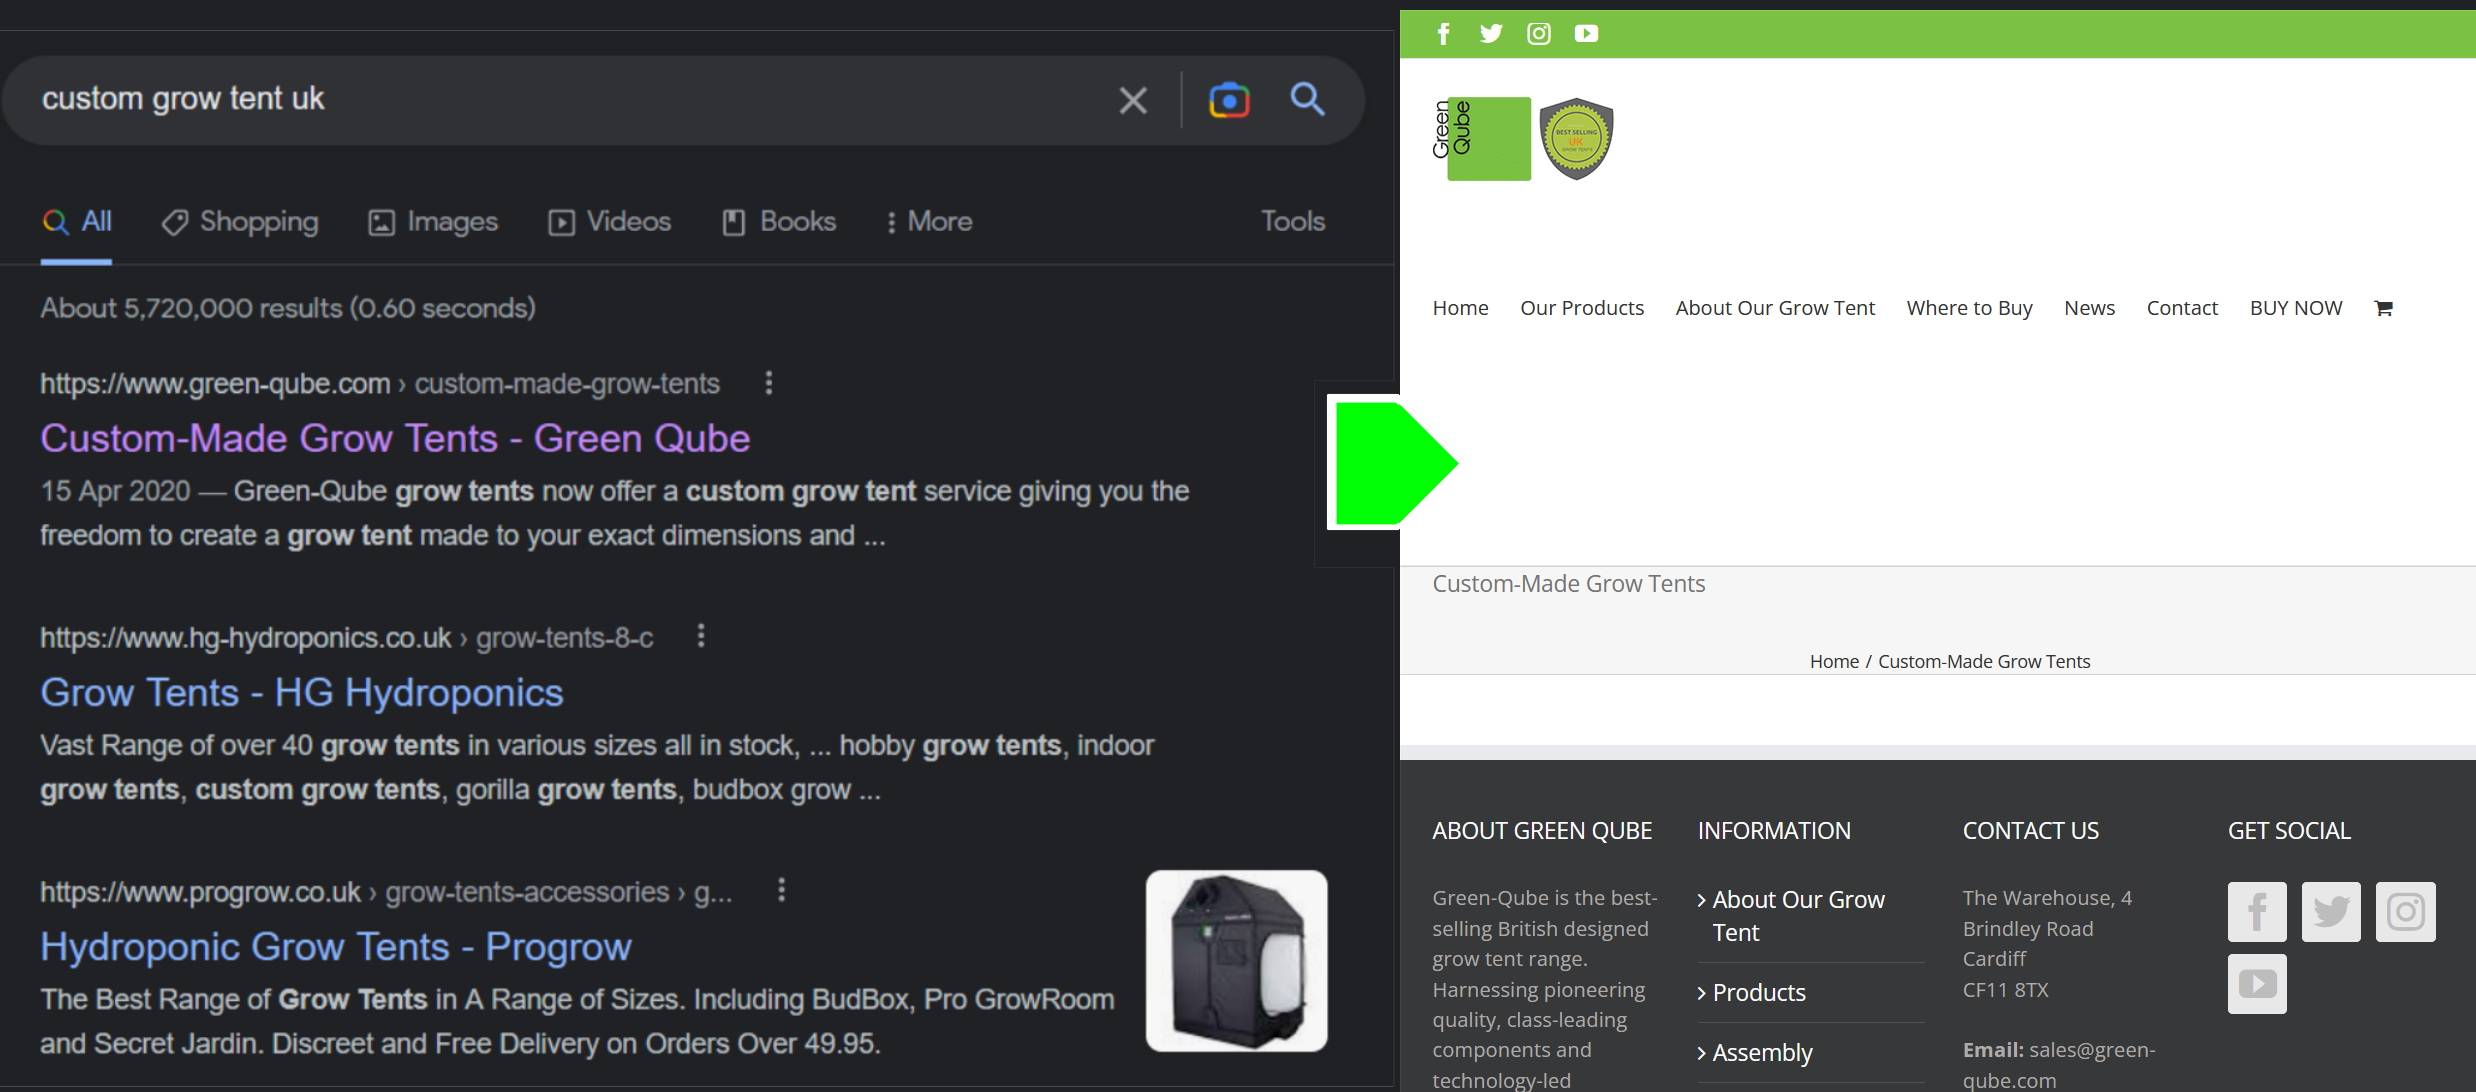 custom grow tent uk
All Shopping Images Videos Books More Tools
About 5,720,000 results (0.60 seconds)
https://www.green-qube.com › custom-made-grow-tents
Custom-Made Grow Tents - Green Qube
15 Apr 2020 — Green-Qube grow tents now offer a custom grow tent service giving you the
freedom to create a grow tent made to your exact dimensions and ...
https://www.hg-hydroponics.co.uk › grow-tents-8-c
Grow Tents - HG Hydroponics
Vast Range of over 40 grow tents in various sizes all in stock, ... hobby grow tents, indoor
grow tents, custom grow tents, gorilla grow tents, budbox grow ...
https://www.progrow.co.uk › grow-tents-accessories › g...
Hydroponic Grow Tents - Progrow
The Best Range of Grow Tents in A Range of Sizes. Including BudBox, Pro GrowRoom
and Secret Jardin. Discreet and Free Delivery on Orders Over 49.95.
Green
Qube
BEST SELLING
UK
GROW TENTS
Home Our Products About Our Grow Tent Where to Buy News Contact BUY NOW
Custom-Made Grow Tents
Home / Custom-Made Grow Tents
ABOUT GREEN QUBE
Green-Qube is the best-
selling British designed
grow tent range.
Harnessing pioneering
quality, class-leading
components and
technology-led
INFORMATION
› About Our Grow
Tent
› Products
› Assembly
CONTACT US
The Warehouse, 4
Brindley Road
Cardiff
CF11 8TX
Email: sales@green-
qube.com
GET SOCIAL